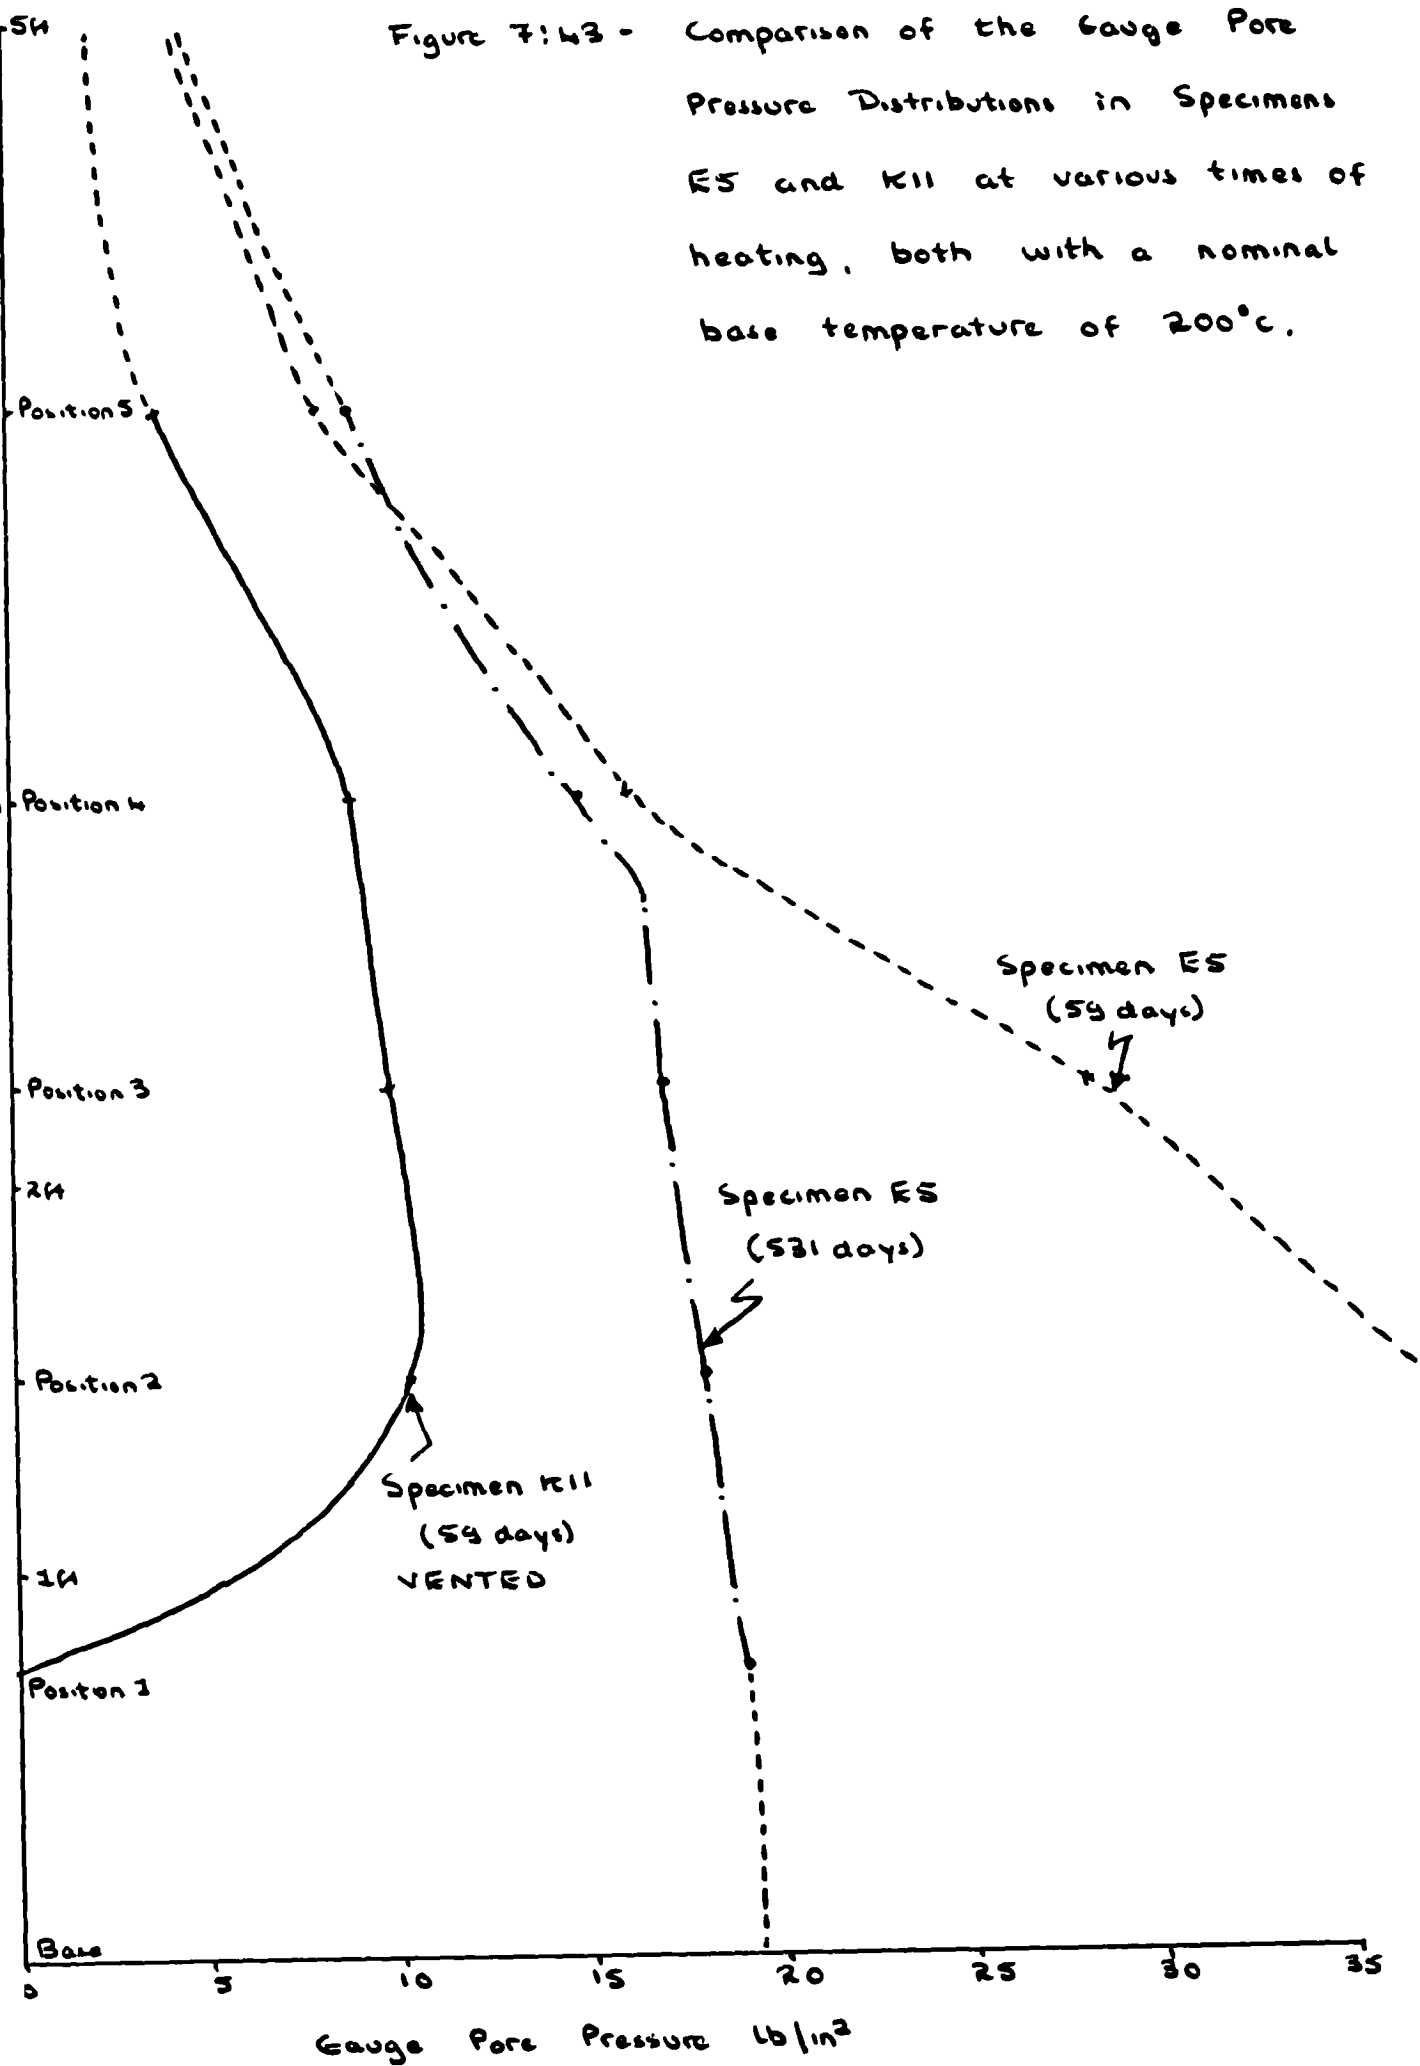 Figure 7:43 - Comparison of the Gauge Pore
Pressure Distributions in Specimens
E5 and K11 at various times of
heating, both with a nominal
base temperature of 200°C.
5H
Position 5
Position 4
Position 3
2H
Position 2
1H
Position 1
Base
Specimen E5
(59 days)
Specimen E5
(531 days)
Specimen K11
(59 days)
VENTED
0 5 10 15 20 25 30 35
Gauge Pore Pressure lb/in²